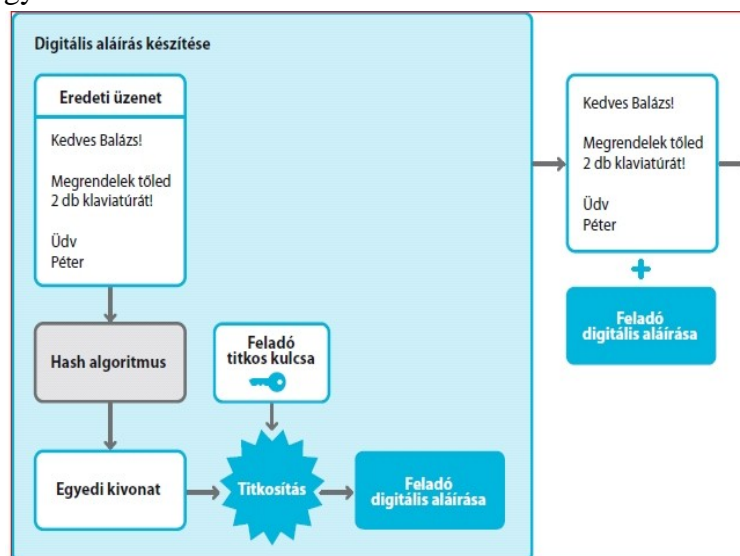 Digitális aláírás készítése
Eredeti üzenet
Kedves Balázs!
Megrendelek tőled
2 db klaviatúrát!
Üdv
Péter
Hash algoritmus
Feladó
titkos kulcsa
Egyedi kivonat
Titkosítás
Feladó
digitális aláírása
Kedves Balázs!
Megrendelek tőled
2 db klaviatúrát!
Üdv
Péter
Feladó
digitális aláírása